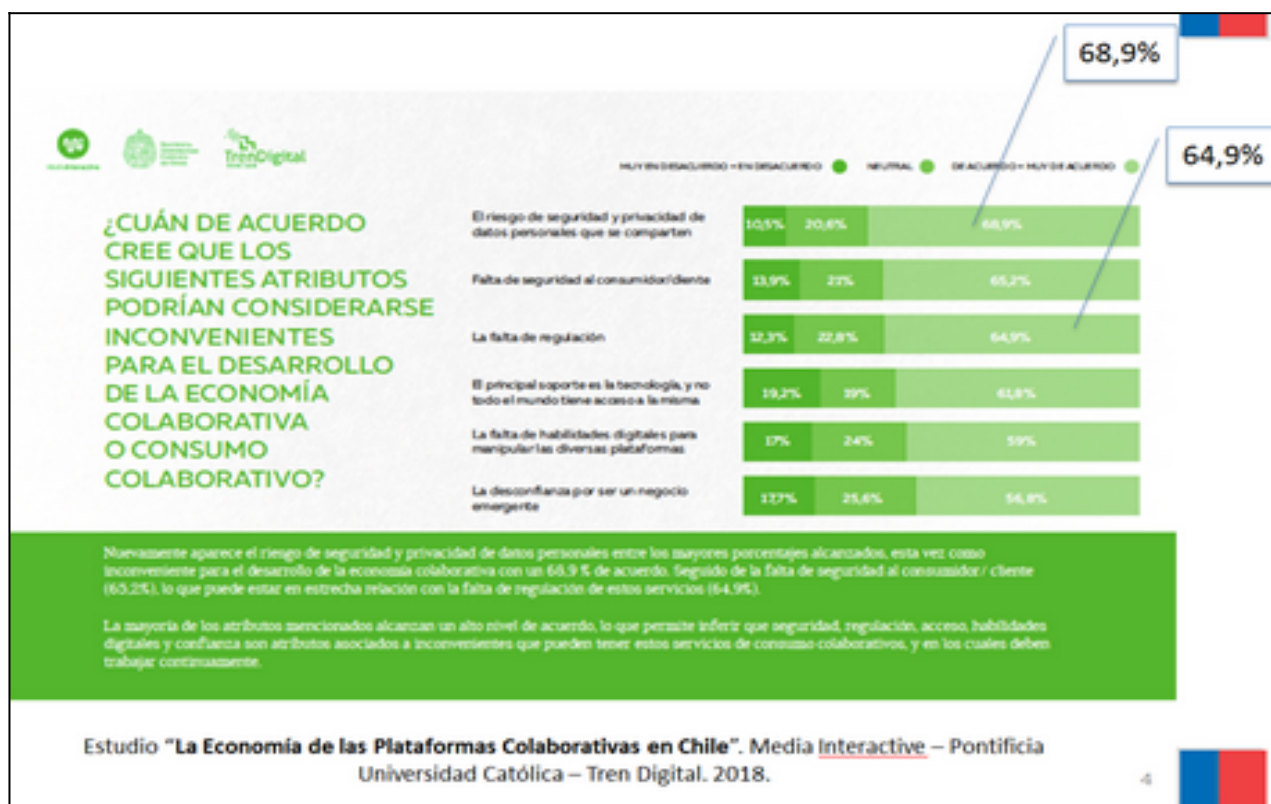 68,9%
64,9%
TrenDigital
MUY EN DESACUERDO – EN DESACUERDO NEUTRAL DE ACUERDO – MUY DE ACUERDO
¿CUÁN DE ACUERDO
CREE QUE LOS
SIGUIENTES ATRIBUTOS
PODRÍAN CONSIDERARSE
INCONVENIENTES
PARA EL DESARROLLO
DE LA ECONOMÍA
COLABORATIVA
O CONSUMO
COLABORATIVO?
El riesgo de seguridad y privacidad de
datos personales que se comparten
10,5% 20,6% 68,9%
Falta de seguridad al consumidor/cliente
13,9% 21% 65,2%
La falta de regulación
12,3% 22,8% 64,9%
El principal soporte es la tecnología, y no
todo el mundo tiene acceso a la misma
19,2% 19% 61,8%
La falta de habilidades digitales para
manipular las diversas plataformas
17% 24% 59%
La desconfianza por ser un negocio
emergente
17,7% 25,6% 56,8%
Nuevamente aparece el riesgo de seguridad y privacidad de datos personales entre los mayores porcentajes alcanzados, esta vez como
inconveniente para el desarrollo de la economía colaborativa con un 68.9 % de acuerdo. Seguido de la falta de seguridad al consumidor / cliente
(65,2%), lo que puede estar en estrecha relación con la falta de regulación de estos servicios (64,9%).
La mayoría de los atributos mencionados alcanzan un alto nivel de acuerdo, lo que permite inferir que seguridad, regulación, acceso, habilidades
digitales y confianza son atributos asociados a inconvenientes que pueden tener estos servicios de consumo colaborativos, y en los cuales deben
trabajar continuamente.
Estudio "La Economía de las Plataformas Colaborativas en Chile". Media Interactive – Pontificia
Universidad Católica – Tren Digital. 2018.
4